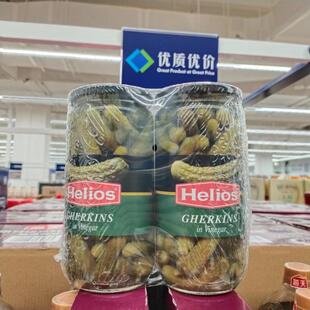 优质优价
Great Product at Great Price
Helios
GHERKINS
in Vinegar
Helios
GHERKINS
in Vinegar